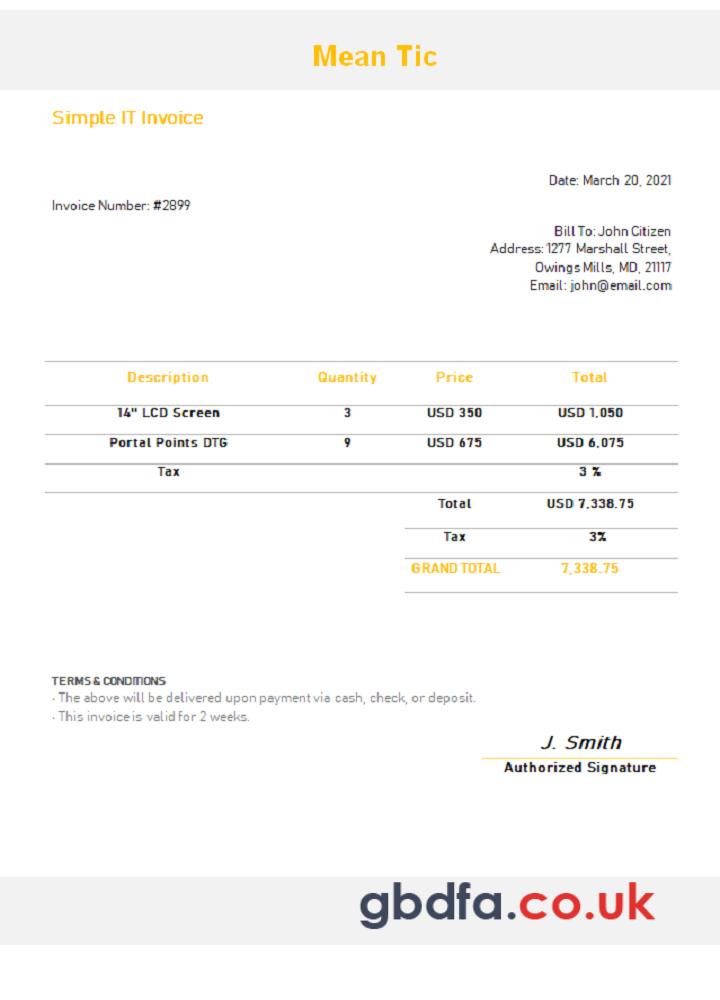 Mean Tic
Simple IT Invoice
Date: March 20, 2021
Invoice Number: #2899
Bill To: John Citizen
Address: 1277 Marshall Street,
Owings Mills, MD, 21117
Email: john@email.com
Description Quantity Price Total
14" LCD Screen 3 USD 350 USD 1,050
Portal Points DTG 9 USD 675 USD 6,075
Tax 3 %
Total USD 7,338.75
Tax 3%
GRAND TOTAL 7,338.75
TERMS & CONDITIONS
· The above will be delivered upon payment via cash, check, or deposit.
· This invoice is valid for 2 weeks.
J. Smith
Authorized Signature
gbdfa.co.uk